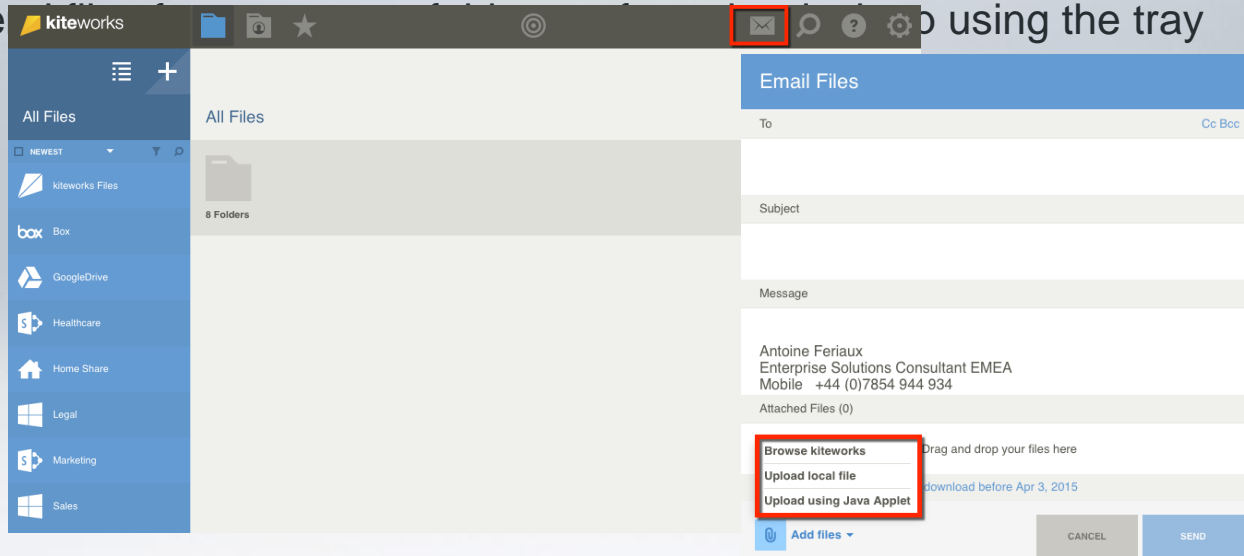 using the tray
kiteworks
All Files
NEWEST
kiteworks Files
box Box
GoogleDrive
S Healthcare
Home Share
Legal
S Marketing
Sales
All Files
8 Folders
?
Email Files
To Cc Bcc
Subject
Message
Antoine Feriaux
Enterprise Solutions Consultant EMEA
Mobile +44 (0)7854 944 934
Attached Files (0)
Drag and drop your files here
Browse kiteworks
Upload local file
Upload using Java Applet
download before Apr 3, 2015
Add files
CANCEL SEND